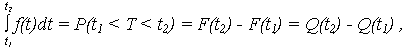 ∫_{t₁}^{t₂} f(t)dt = P(t₁ < T < t₂) = F(t₂) - F(t₁) = Q(t₂) - Q(t₁) ,